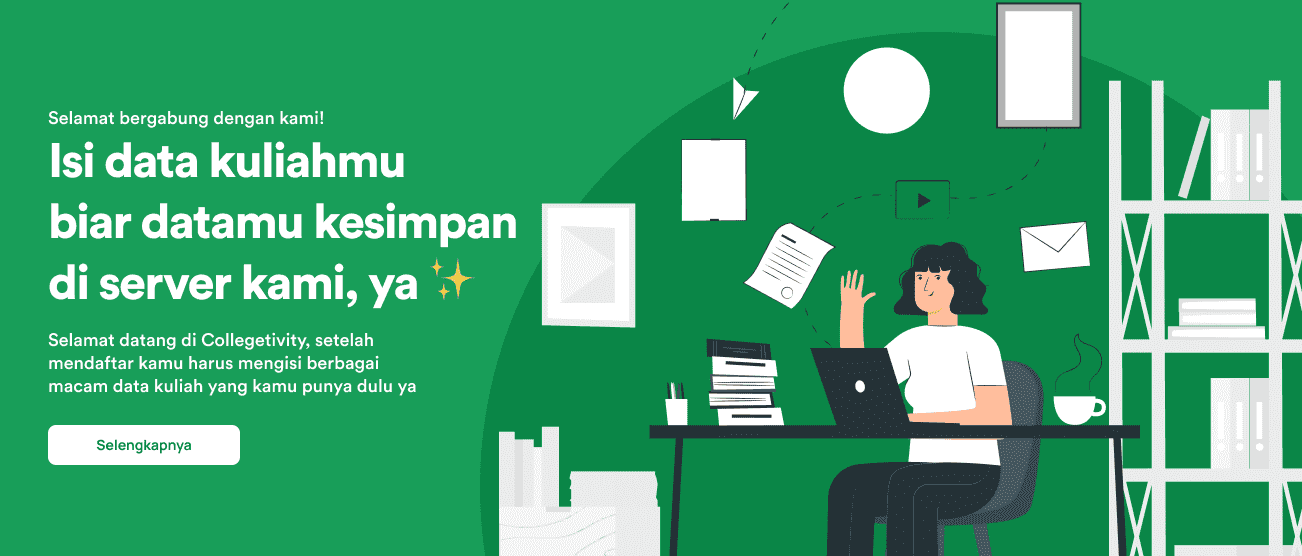 Selamat bergabung dengan kami!
Isi data kuliahmu
biar datamu kesimpan
di server kami, ya ✨
Selamat datang di Collegetivity, setelah
mendaftar kamu harus mengisi berbagai
macam data kuliah yang kamu punya dulu ya
Selengkapnya